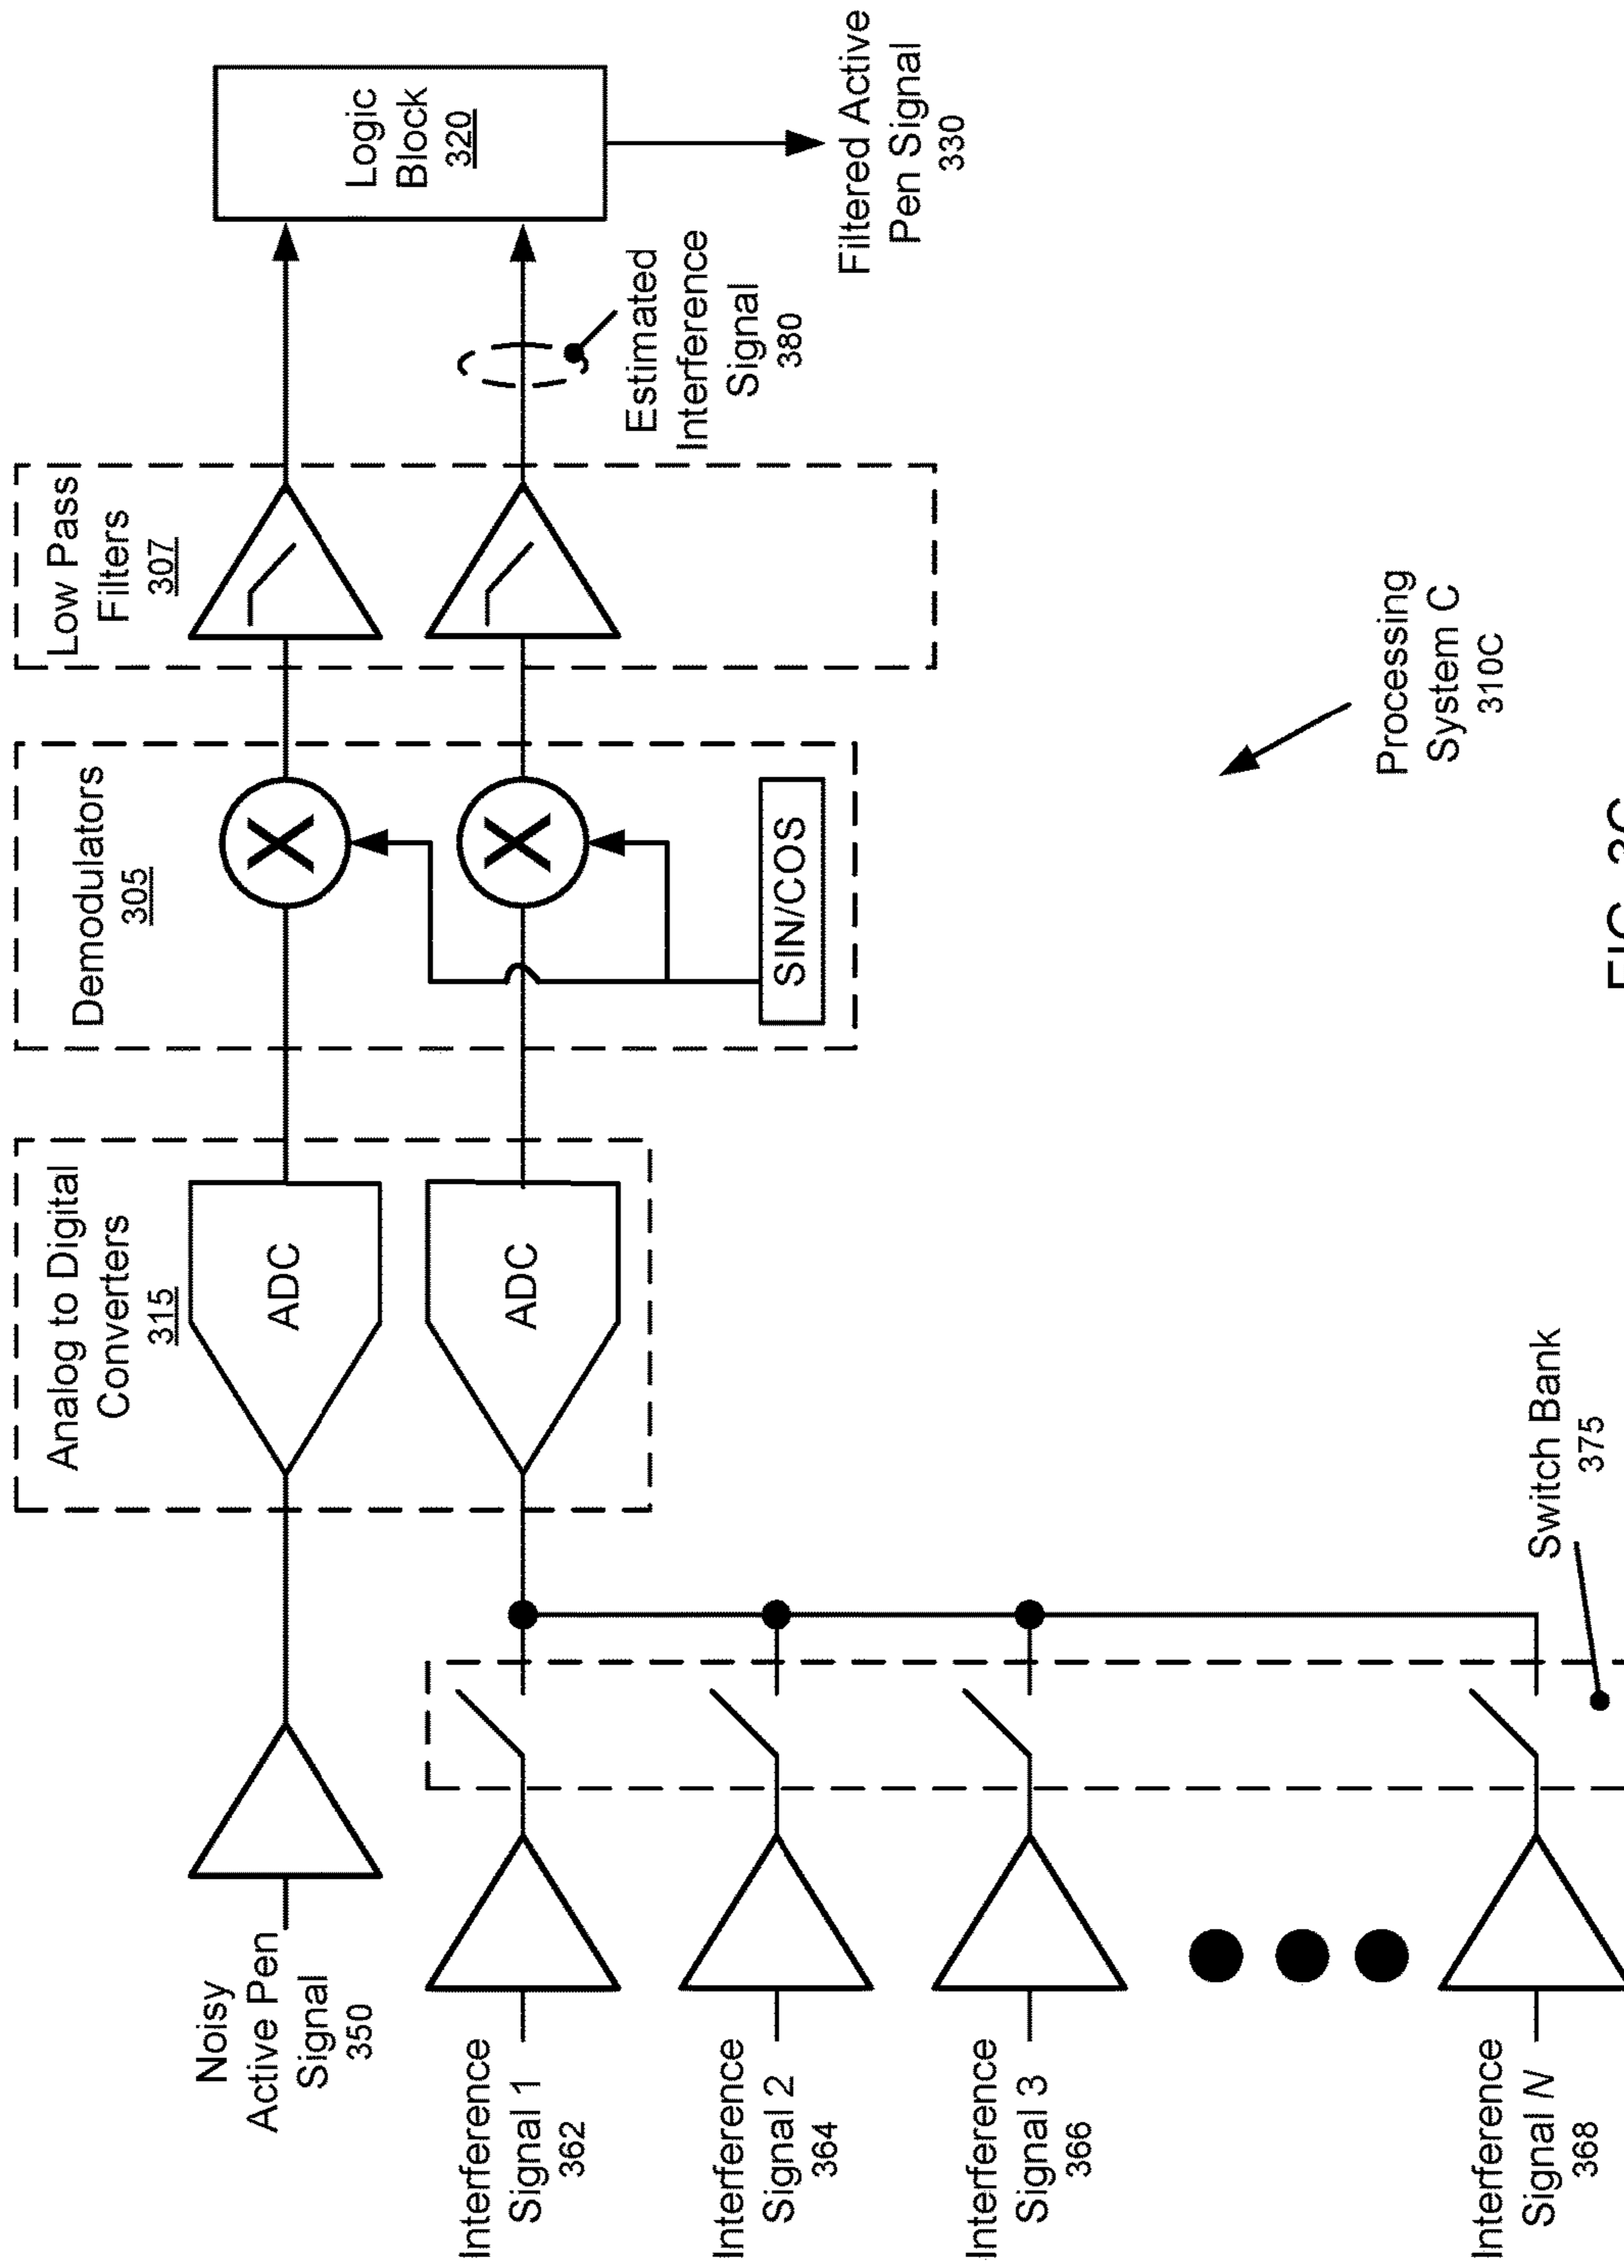 Noisy
Active Pen
Signal
350
Interference
Signal 1
362
Interference
Signal 2
364
Interference
Signal 3
366
Interference
Signal N
368
Switch Bank
375
Analog to Digital
Converters
315
ADC
ADC
Demodulators
305
X
X
SIN/COS
Low Pass
Filters
307
Estimated
Interference
Signal
380
Logic
Block
320
Filtered Active
Pen Signal
330
Processing
System C
310C